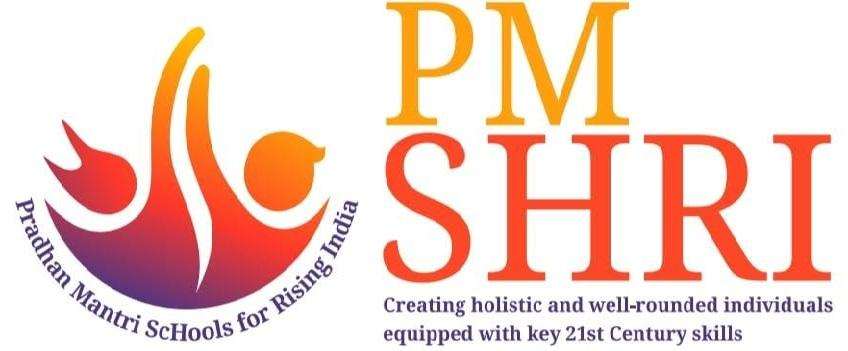 Pradhan Mantri ScHools for Rising India
PM
SHRI
Creating holistic and well-rounded individuals
equipped with key 21st Century skills